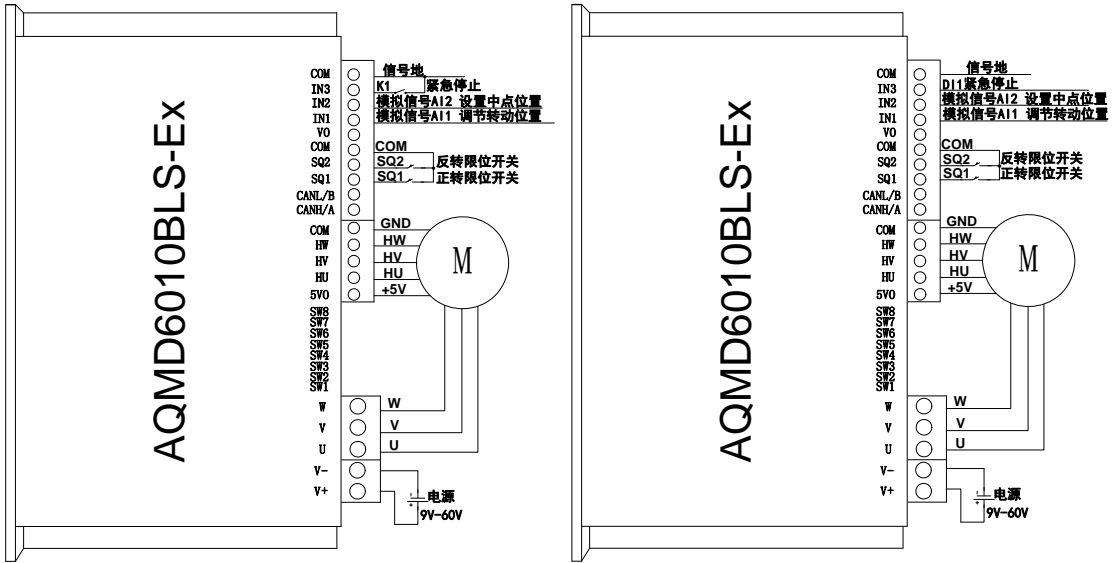 AQMD6010BLS-Ex
COM 信号地
IN3 K1 紧急停止
IN2 模拟信号AI2 设置中点位置
IN1 模拟信号AI1 调节转动位置
VO
COM COM
SQ2 SQ2 反转限位开关
SQ1 SQ1 正转限位开关
CANL/B
CANH/A
COM GND
HW HW
HV HV
HU HU
5VO +5V
M
SW8
SW7
SW6
SW5
SW4
SW3
SW2
SW1
W W
V V
U U
V-
V+
电源
9V-60V
AQMD6010BLS-Ex
COM 信号地
IN3 DI1紧急停止
IN2 模拟信号AI2 设置中点位置
IN1 模拟信号AI1 调节转动位置
VO
COM COM
SQ2 SQ2 反转限位开关
SQ1 SQ1 正转限位开关
CANL/B
CANH/A
COM GND
HW HW
HV HV
HU HU
5VO +5V
M
SW8
SW7
SW6
SW5
SW4
SW3
SW2
SW1
W W
V V
U U
V-
V+
电源
9V-60V